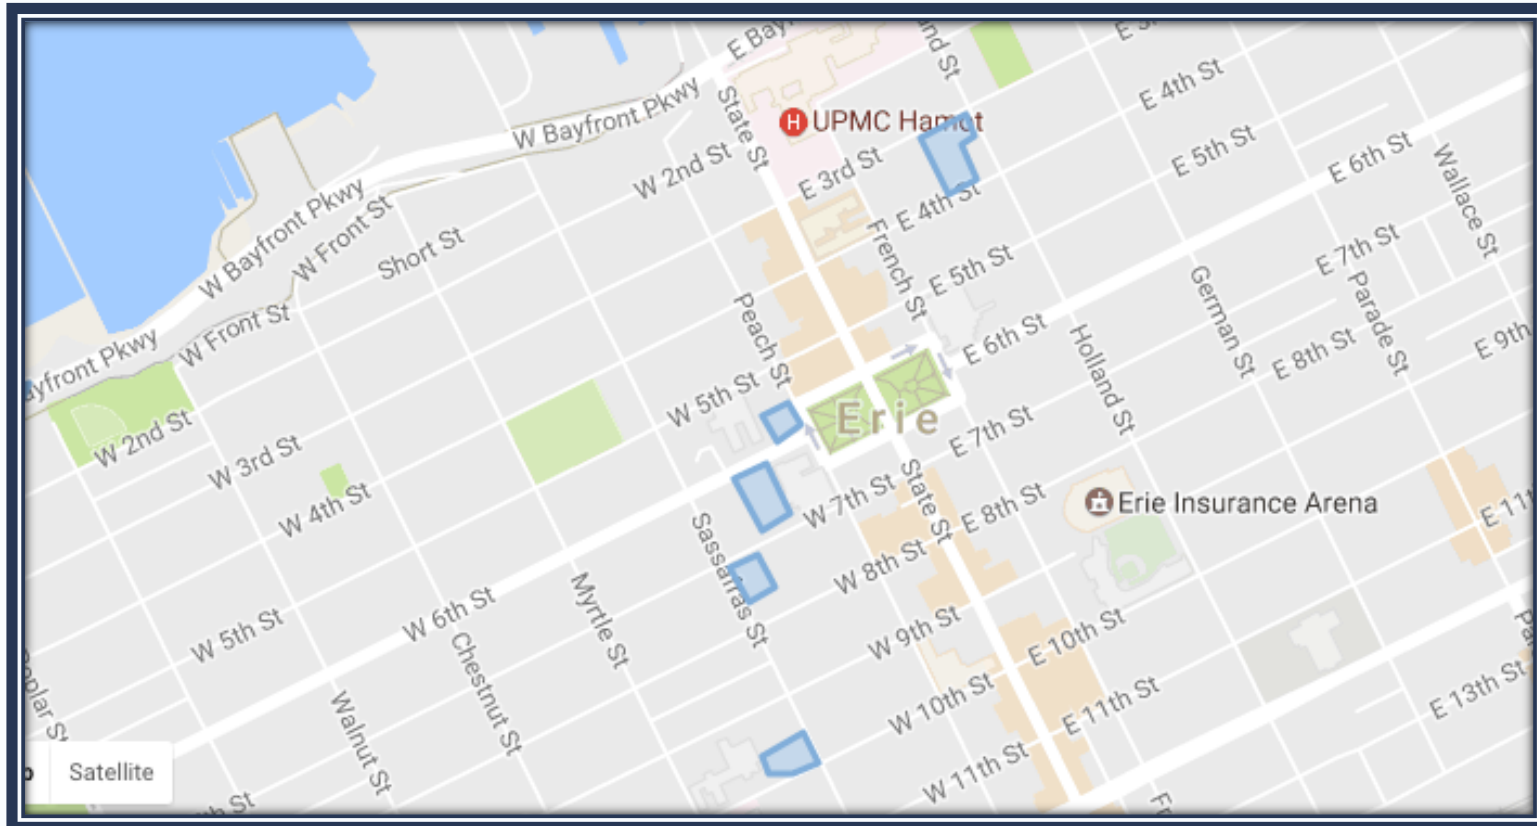 E 4th St
W Bayfront Pkwy
State St
UPMC Hamot
E 5th St
E 6th St
W 2nd St
E 3rd St
Wallace St
W Bayfront Pkwy
W Front St
Short St
E 4th St
French St
E 5th St
E 7th St
German St
Parade St
W Front St
Peach St
E 6th St
Holland St
E 8th St
W 2nd St
W 5th St
Erie
W 3rd St
E 7th St
State St
W 4th St
W 7th St
E 8th St
Erie Insurance Arena
Sassafras St
W 8th St
W 5th St
W 6th St
Myrtle St
Chestnut St
W 9th St
E 10th St
Walnut St
W 10th St
E 11th St
E 13th St
W 11th St
Satellite